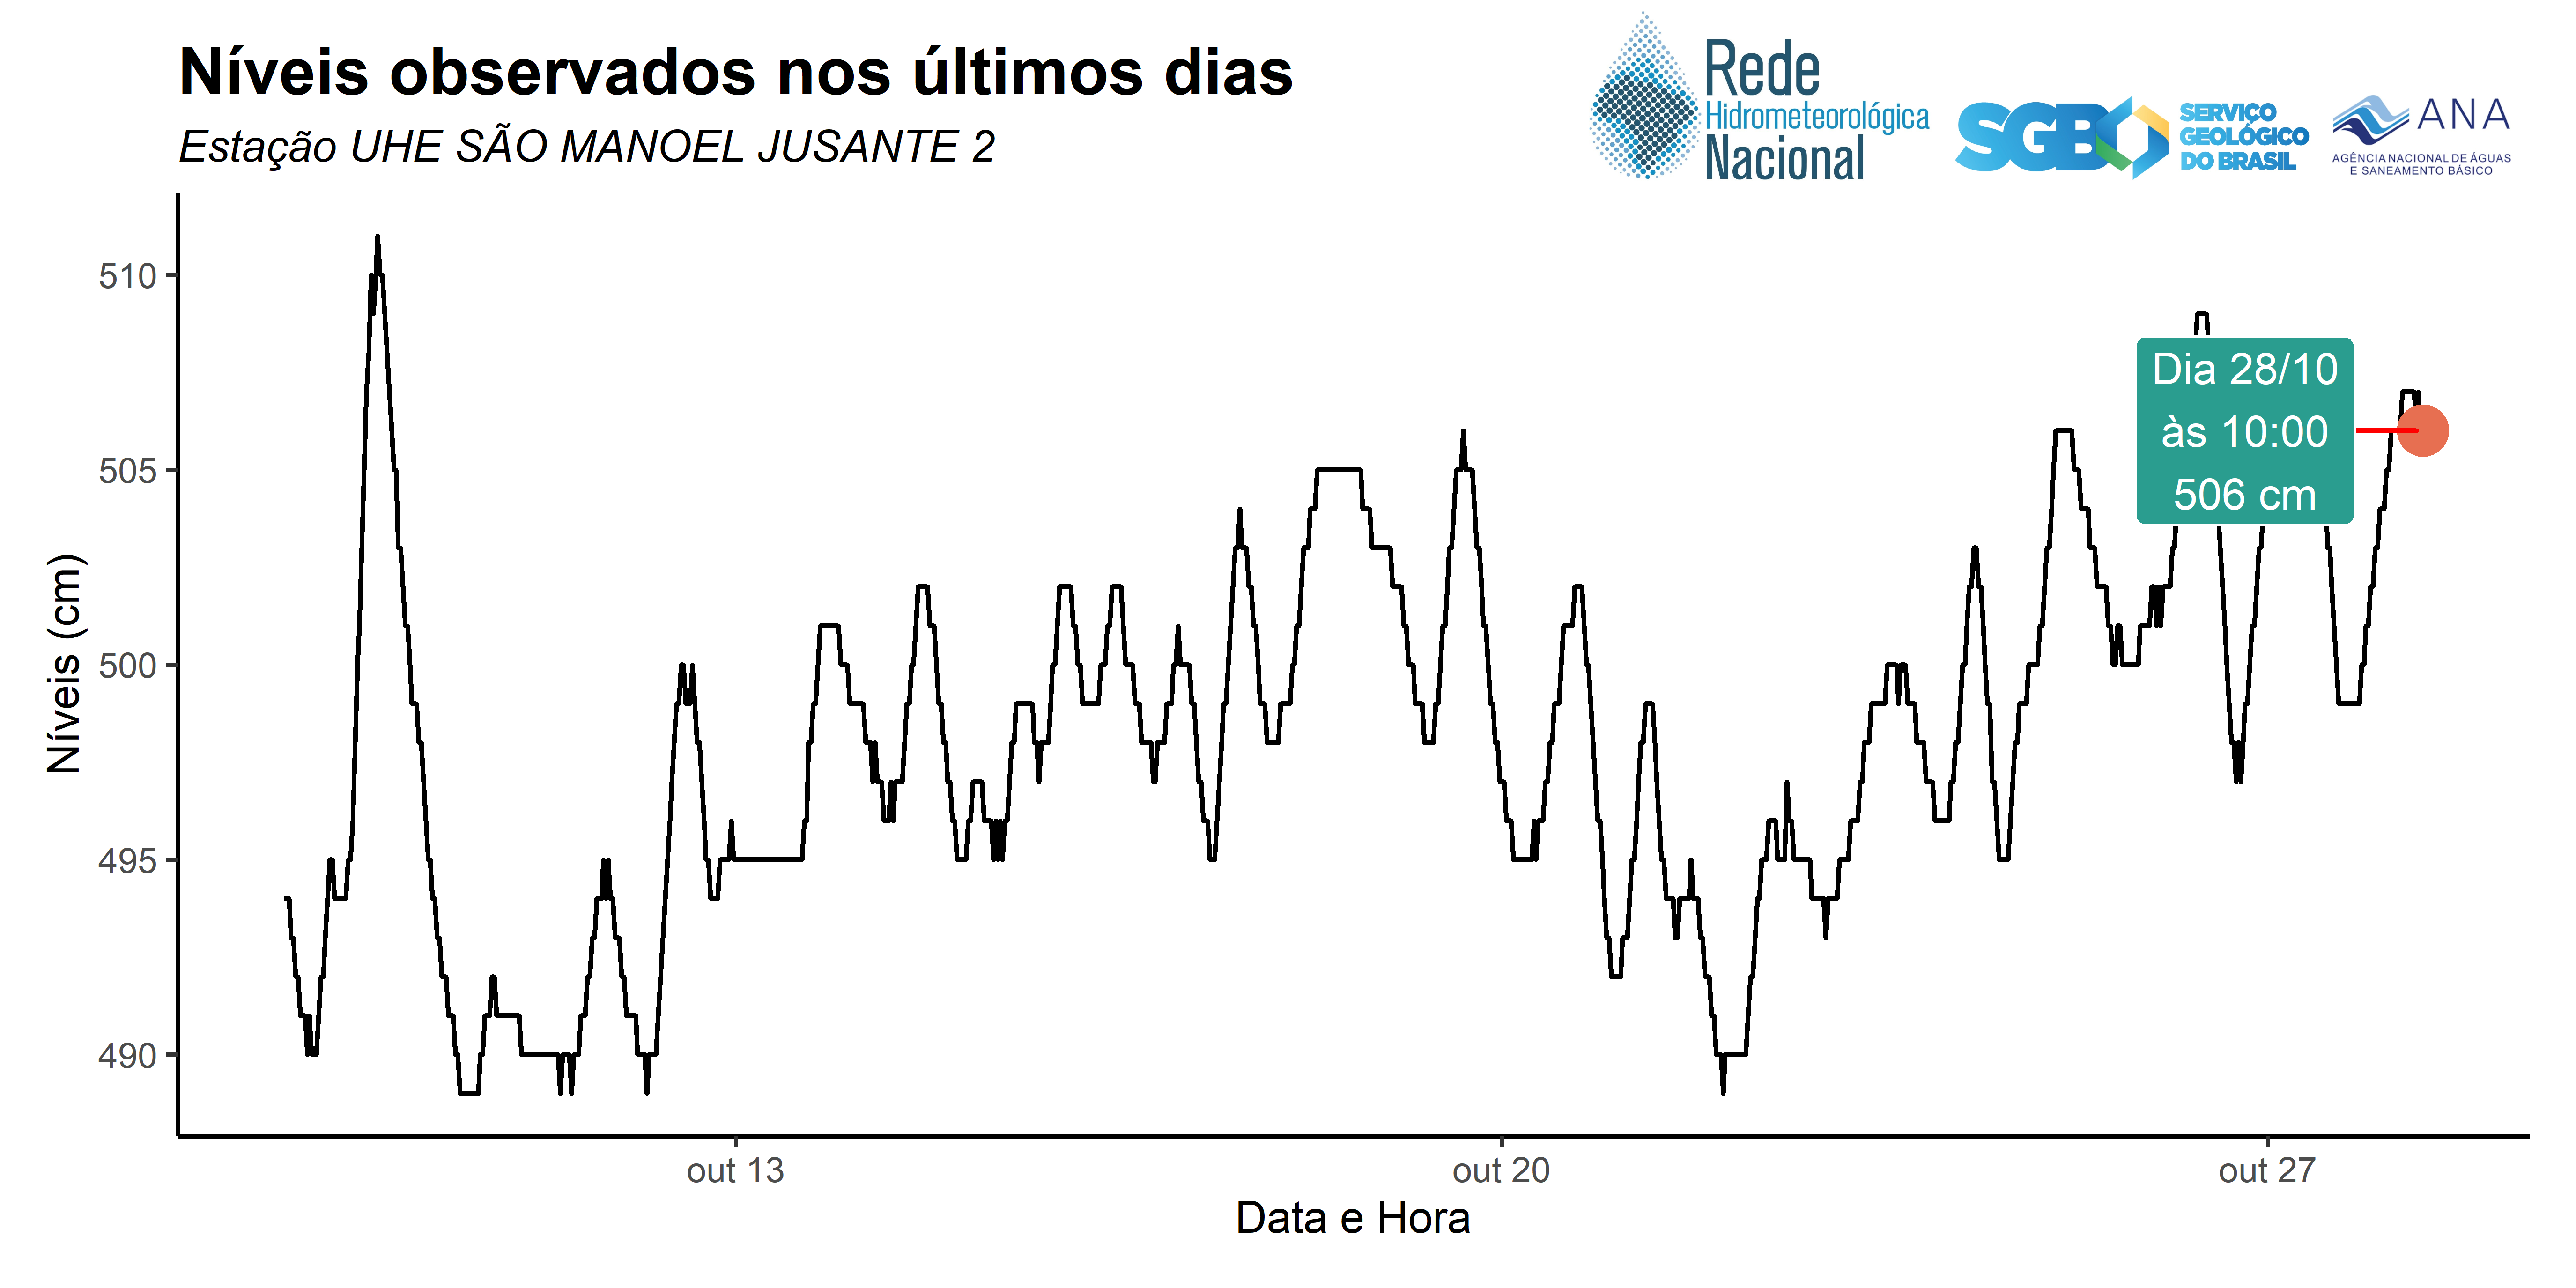 Níveis observados nos últimos dias
Estação UHE SÃO MANOEL JUSANTE 2
Rede
Hidrometeorológica
Nacional
SGB
SERVIÇO
GEOLÓGICO
DO BRASIL
ANA
AGÊNCIA NACIONAL DE ÁGUAS
E SANEAMENTO BÁSICO
Níveis (cm)
510
505
500
495
490
Dia 28/10
às 10:00
506 cm
out 13
out 20
out 27
Data e Hora